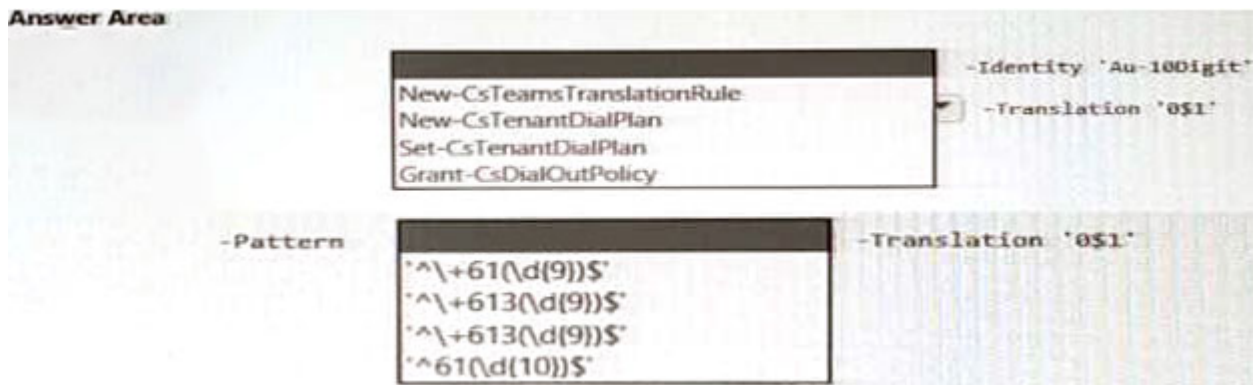 Answer Area
-Identity 'Au-10Digit'
New-CsTeamsTranslationRule
New-CsTenantDialPlan
-Translation '0$1'
Set-CsTenantDialPlan
Grant-CsDialOutPolicy
-Pattern
-Translation '0$1'
'^\+61(\d{9})$'
'^\+613(\d{9})$'
'^\+613(\d{9})$'
'^61(\d{10})$'